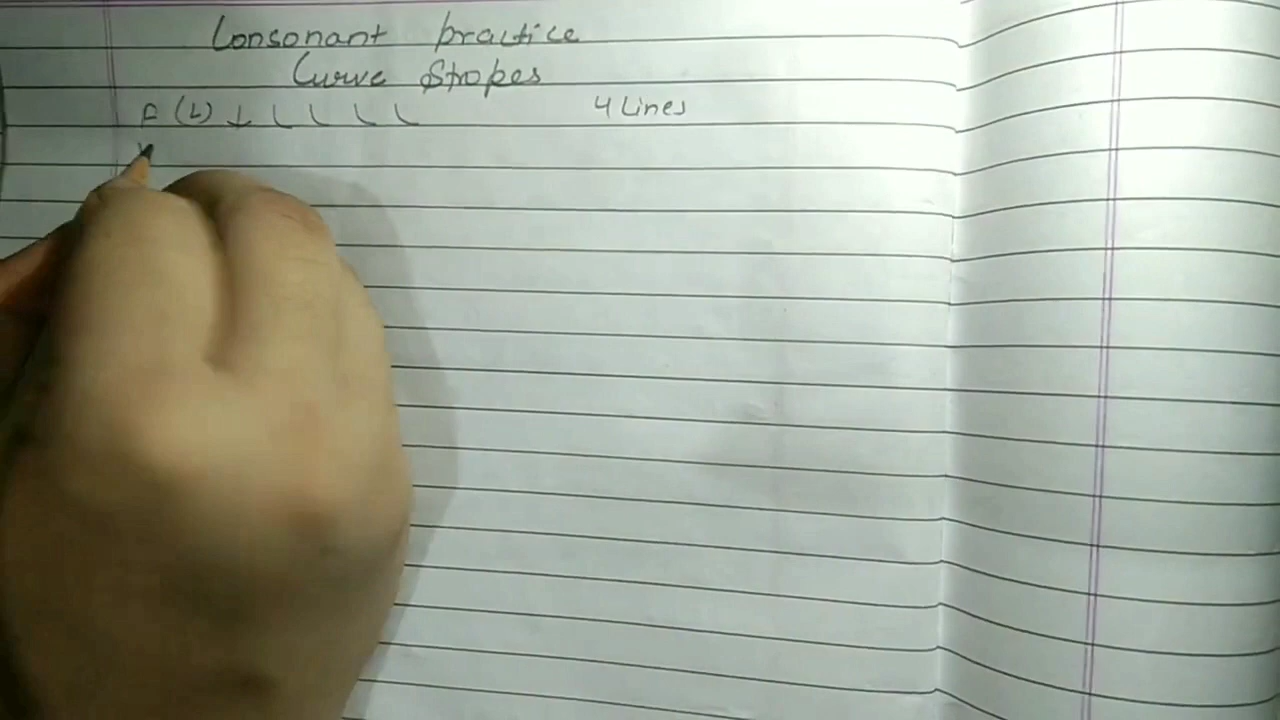 Consonant practice
Curve Strokes
F (L) ↓ 4 Lines